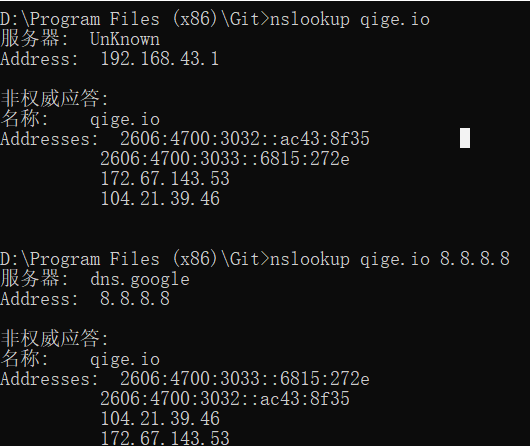 D:\Program Files (x86)\Git>nslookup qige.io
服务器:  UnKnown
Address:  192.168.43.1
非权威应答:
名称:    qige.io
Addresses:  2606:4700:3032::ac43:8f35
2606:4700:3033::6815:272e
172.67.143.53
104.21.39.46
D:\Program Files (x86)\Git>nslookup qige.io 8.8.8.8
服务器:  dns.google
Address:  8.8.8.8
非权威应答:
名称:    qige.io
Addresses:  2606:4700:3033::6815:272e
2606:4700:3032::ac43:8f35
104.21.39.46
172.67.143.53